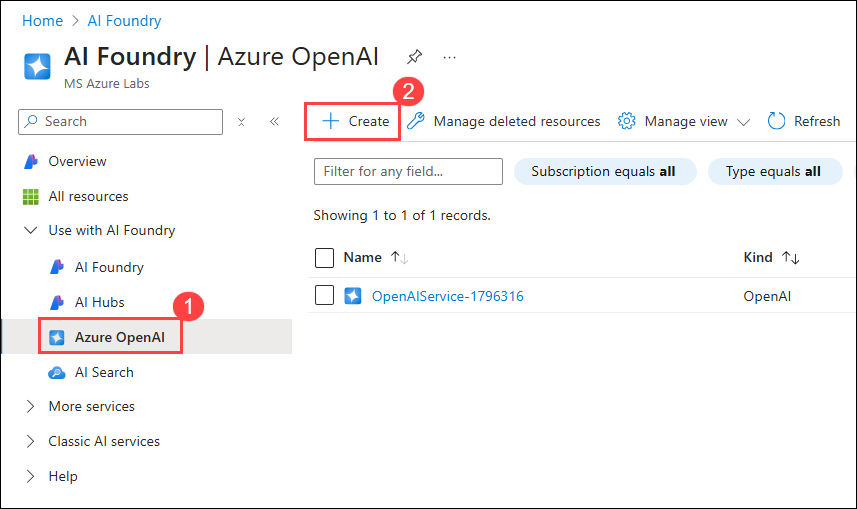 Home > AI Foundry
AI Foundry | Azure OpenAI ...
MS Azure Labs
2
Search
Create
Manage deleted resources
Manage view
Refresh
Overview
All resources
Use with AI Foundry
AI Foundry
AI Hubs
1
Azure OpenAI
AI Search
More services
Classic AI services
Help
Filter for any field...
Subscription equals all
Type equals all
Showing 1 to 1 of 1 records.
Name
Kind
OpenAIService-1796316
OpenAI